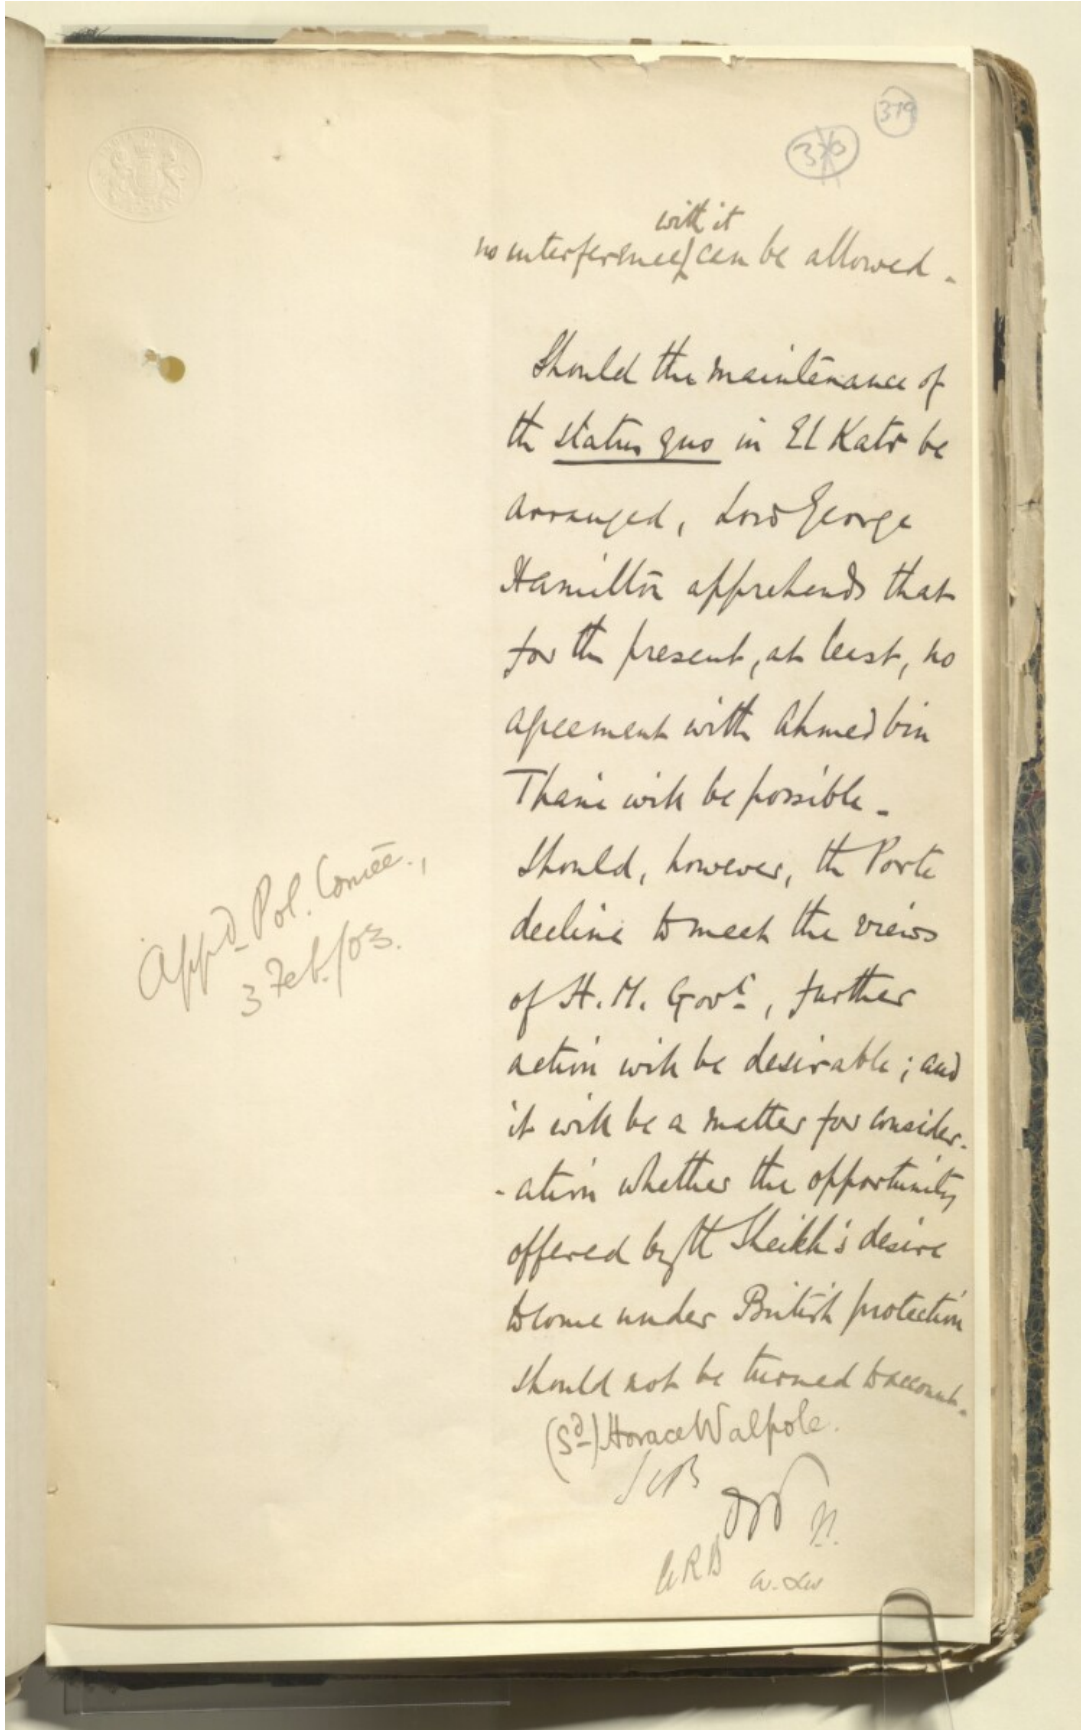 379
with it
no interference can be allowed.
Should the maintenance of
the status quo in El Katr be
arranged, Lord George
Hamilton apprehends that
for the present, at least, no
agreement with Ahmed bin
Thani will be possible.
Should, however, the Porte
decline to meet the views
of H.M. Govt., further
action will be desirable; and
it will be a matter for consider-
-ation whether the opportunity
offered by the Sheikh's desire
to come under British protection
should not be turned to account.
(Sd) Horace Walpole.
Appd Pol. Comee.,
3 Feb./03.